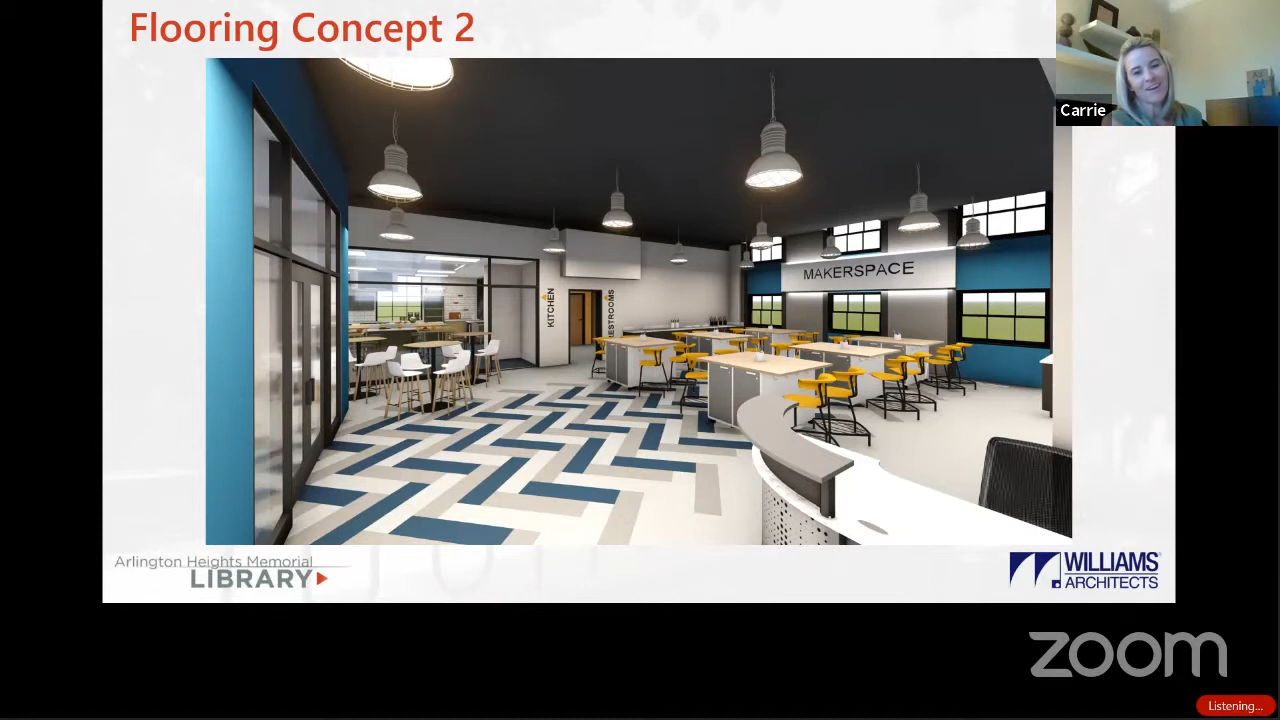 Flooring Concept 2
Carrie
MAKERSPACE
KITCHEN
RESTROOMS
Arlington Heights Memorial
LIBRARY
WILLIAMS
ARCHITECTS
zoom
Listening...